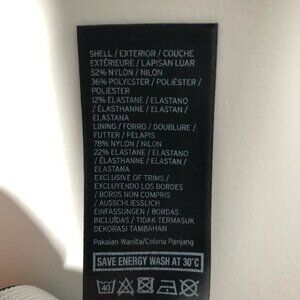 SHELL / EXTERIOR / COUCHE
EXTÉRIEURE / LAPISAN LUAR
52% NYLON / NILON
36% POLYESTER / POLIÉSTER /
POLIESTER
12% ELASTANE / ELASTANO
/ ÉLASTHANNE / ELASTAN /
ELASTANA
LINING / FORRO / DOUBLURE /
FUTTER / PELAPIS
78% NYLON / NILON
22% ELASTANE / ELASTANO
/ ÉLASTHANNE / ELASTAN /
ELASTANA
EXCLUSIVE OF TRIMS /
EXCLUYENDO LOS BORDES
/ BORDS NON COMPRIS
/ AUSSCHLIESSLICH
EINFASSUNGEN / BORDAS
INCLUÍDAS / TIDAK TERMASUK
DEKORASI TAMBAHAN
Pakaian Wanita/Celana Panjang
SAVE ENERGY WASH AT 30°C
40